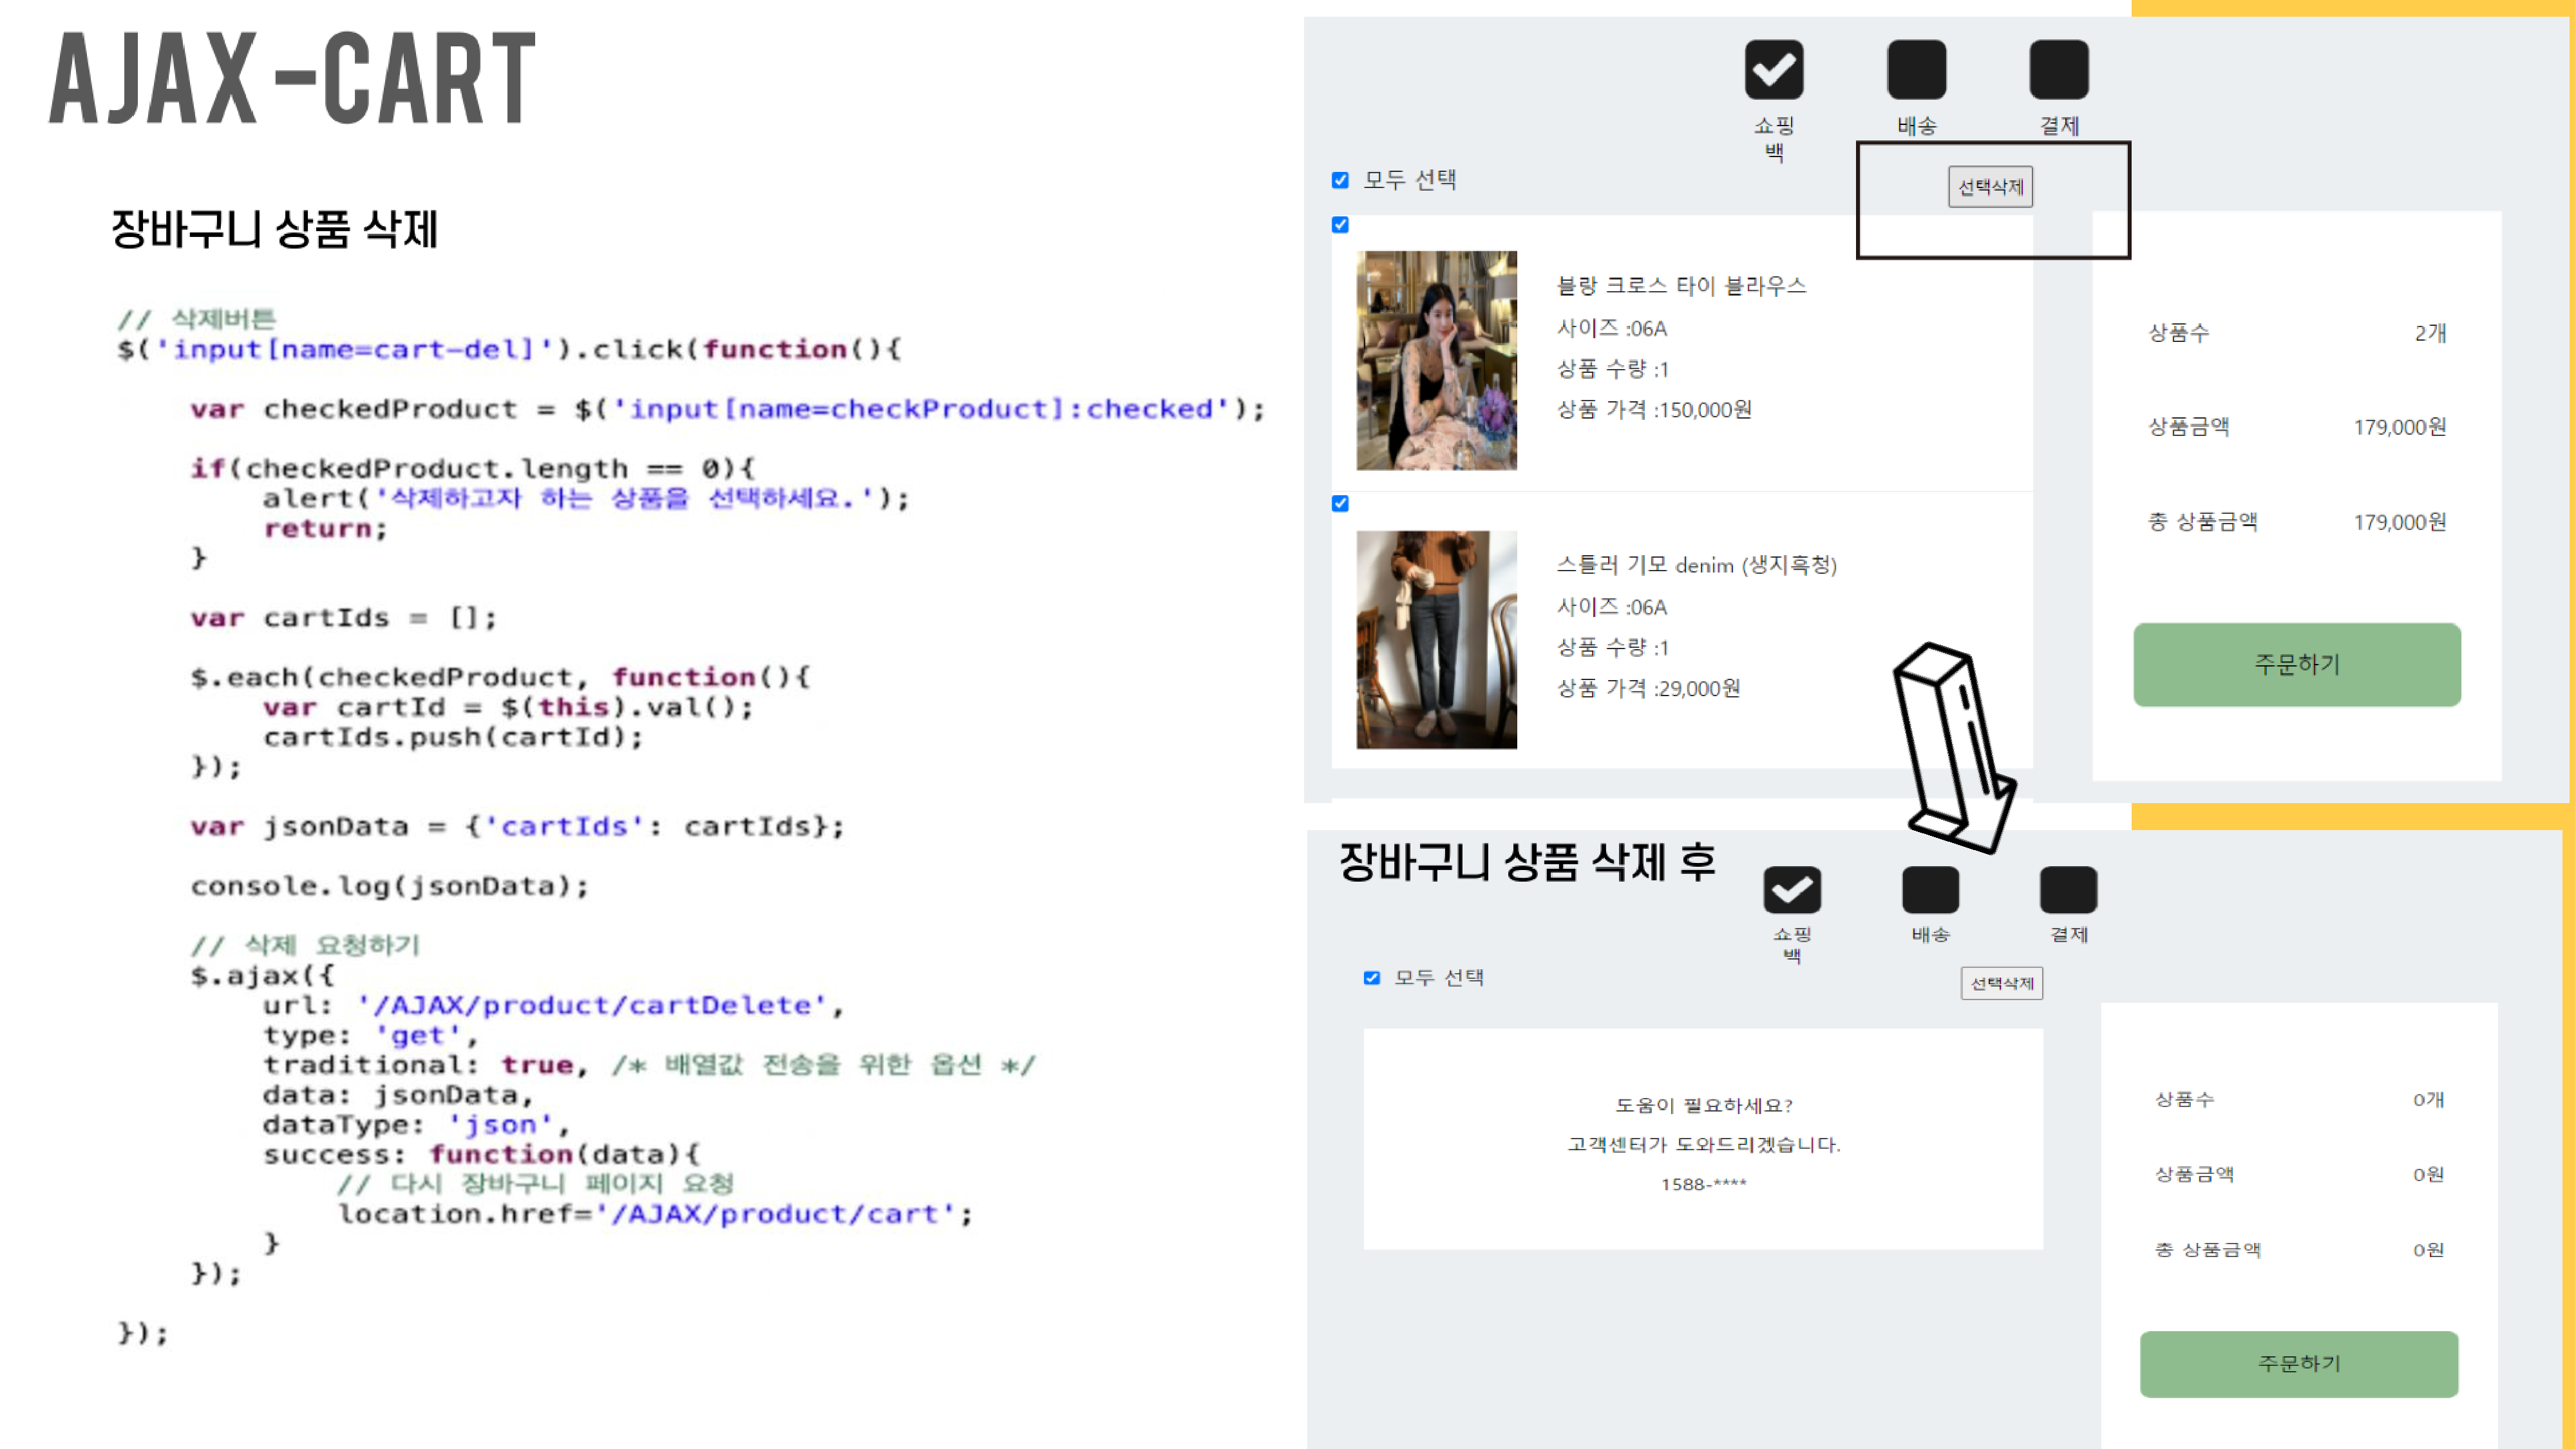 AJAX-CART
장바구니 상품 삭제
// 삭제버튼
$('input[name=cart-del]').click(function(){
var checkedProduct = $('input[name=checkProduct]:checked');
if(checkedProduct.length == 0){
alert('삭제하고자 하는 상품을 선택하세요.');
return;
}
var cartIds = [];
$.each(checkedProduct, function(){
var cartId = $(this).val();
cartIds.push(cartId);
});
var jsonData = {'cartIds': cartIds};
console.log(jsonData);
// 삭제 요청하기
$.ajax({
url: '/AJAX/product/cartDelete',
type: 'get',
traditional: true, /* 배열값 전송을 위한 옵션 */
data: jsonData,
dataType: 'json',
success: function(data){
// 다시 장바구니 페이지 요청
location.href='/AJAX/product/cart';
}
});
});
쇼핑
백
배송
결제
모두 선택
선택삭제
블랑 크로스 타이 블라우스
사이즈 :06A
상품 수량 :1
상품 가격 :150,000원
스틀러 기모 denim (생지흑청)
사이즈 :06A
상품 수량 :1
상품 가격 :29,000원
상품수 2개
상품금액 179,000원
총 상품금액 179,000원
주문하기
장바구니 상품 삭제 후
쇼핑
백
배송
결제
모두 선택
선택삭제
도움이 필요하세요?
고객센터가 도와드리겠습니다.
1588-****
상품수 0개
상품금액 0원
총 상품금액 0원
주문하기